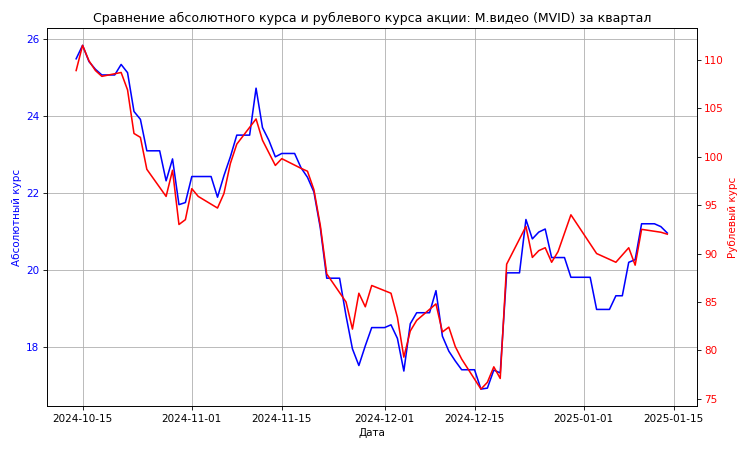 Сравнение абсолютного курса и рублевого курса акции: М.видео (MVID) за квартал
26
24
22
20
18
Абсолютный курс
110
105
100
95
90
85
80
75
Рублевый курс
2024-10-15 2024-11-01 2024-11-15 2024-12-01 2024-12-15 2025-01-01 2025-01-15
Дата